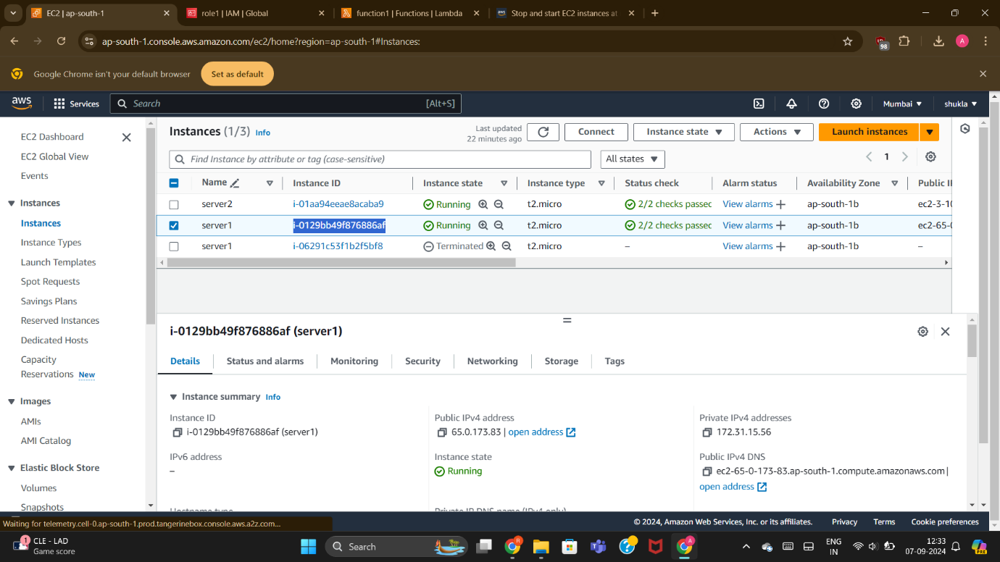 EC2 | ap-south-1
role1 | IAM | Global
function1 | Functions | Lambda
aws
Stop and start EC2 instances at
ap-south-1.console.aws.amazon.com/ec2/home?region=ap-south-1#Instances:
98
A
Google Chrome isn't your default browser
Set as default
aws
Services
Search
[Alt+S]
Mumbai
shukla
EC2 Dashboard
EC2 Global View
Events
Instances
Instances
Instance Types
Launch Templates
Spot Requests
Savings Plans
Reserved Instances
Dedicated Hosts
Capacity
Reservations New
Images
AMIs
AMI Catalog
Elastic Block Store
Volumes
Snapshots
Instances (1/3) Info
Last updated
22 minutes ago
Connect
Instance state
Actions
Launch instances
Find Instance by attribute or tag (case-sensitive)
All states
1
Name Instance ID Instance state Instance type Status check Alarm status Availability Zone Public
server2 i-01aa94eeae8acaba9 Running t2.micro 2/2 checks passec View alarms + ap-south-1b ec2-3-10
server1 i-0129bb49f876886af Running t2.micro 2/2 checks passec View alarms + ap-south-1b ec2-65-0
server1 i-06291c53f1b2f5bf8 Terminated t2.micro – View alarms + ap-south-1b –
i-0129bb49f876886af (server1)
Details
Status and alarms
Monitoring
Security
Networking
Storage
Tags
Instance summary Info
Instance ID
i-0129bb49f876886af (server1)
Public IPv4 address
65.0.173.83 | open address
Private IPv4 addresses
172.31.15.56
IPv6 address
–
Instance state
Running
Public IPv4 DNS
ec2-65-0-173-83.ap-south-1.compute.amazonaws.com |
open address
Hostname type
Private IP DNS name (IPv4 only)
Waiting for telemetry.cell-0.ap-south-1.prod.tangerinebox.console.aws.a2z.com...
© 2024, Amazon Web Services, Inc. or its affiliates.
Privacy
Terms
Cookie preferences
1
CLE - LAD
Game score
Search
ENG
IN
12:33
07-09-2024
PRE